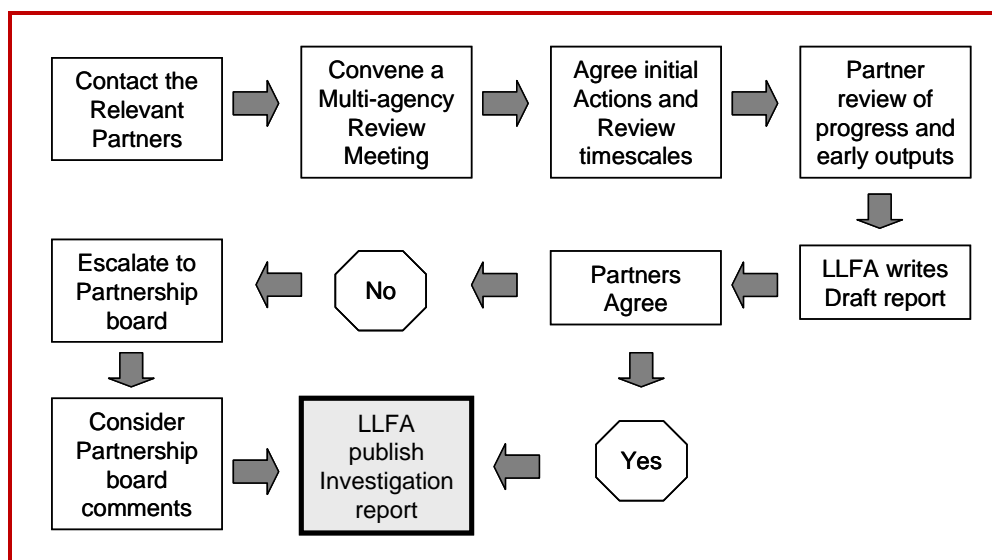 Contact the
Relevant
Partners
Convene a
Multi-agency
Review
Meeting
Agree initial
Actions and
Review
timescales
Partner
review of
progress and
early outputs
LLFA writes
Draft report
Partners
Agree
No
Escalate to
Partnership
board
Consider
Partnership
board
comments
Yes
LLFA
publish
Investigation
report